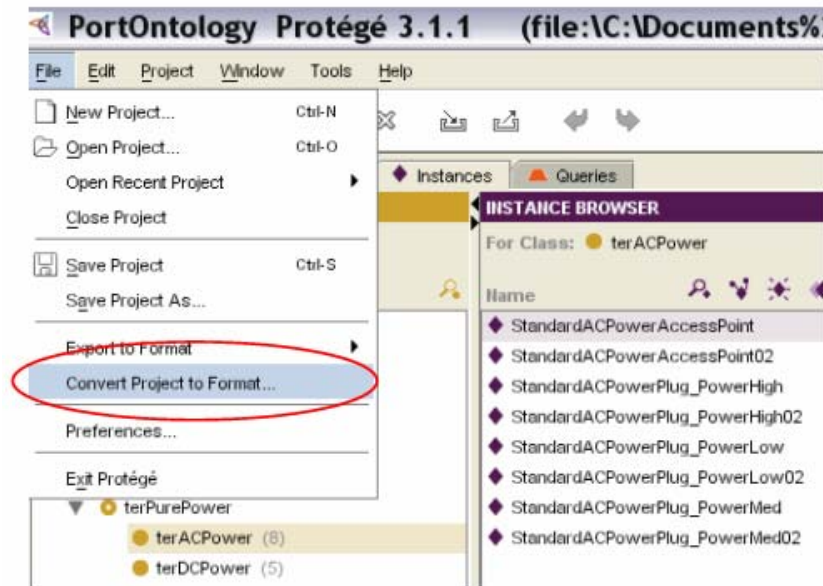 PortOntology Protégé 3.1.1 (file:\C:\Documents%
File Edit Project Window Tools Help
New Project... Ctrl-N
Open Project... Ctrl-O
Open Recent Project
Close Project
Save Project Ctrl-S
Save Project As...
Export to Format
Convert Project to Format...
Preferences...
Exit Protégé
terPurePower
terACPower (8)
terDCPower (5)
Instances Queries
INSTANCE BROWSER
For Class: terACPower
Name
StandardACPowerAccessPoint
StandardACPowerAccessPoint02
StandardACPowerPlug_PowerHigh
StandardACPowerPlug_PowerHigh02
StandardACPowerPlug_PowerLow
StandardACPowerPlug_PowerLow02
StandardACPowerPlug_PowerMed
StandardACPowerPlug_PowerMed02